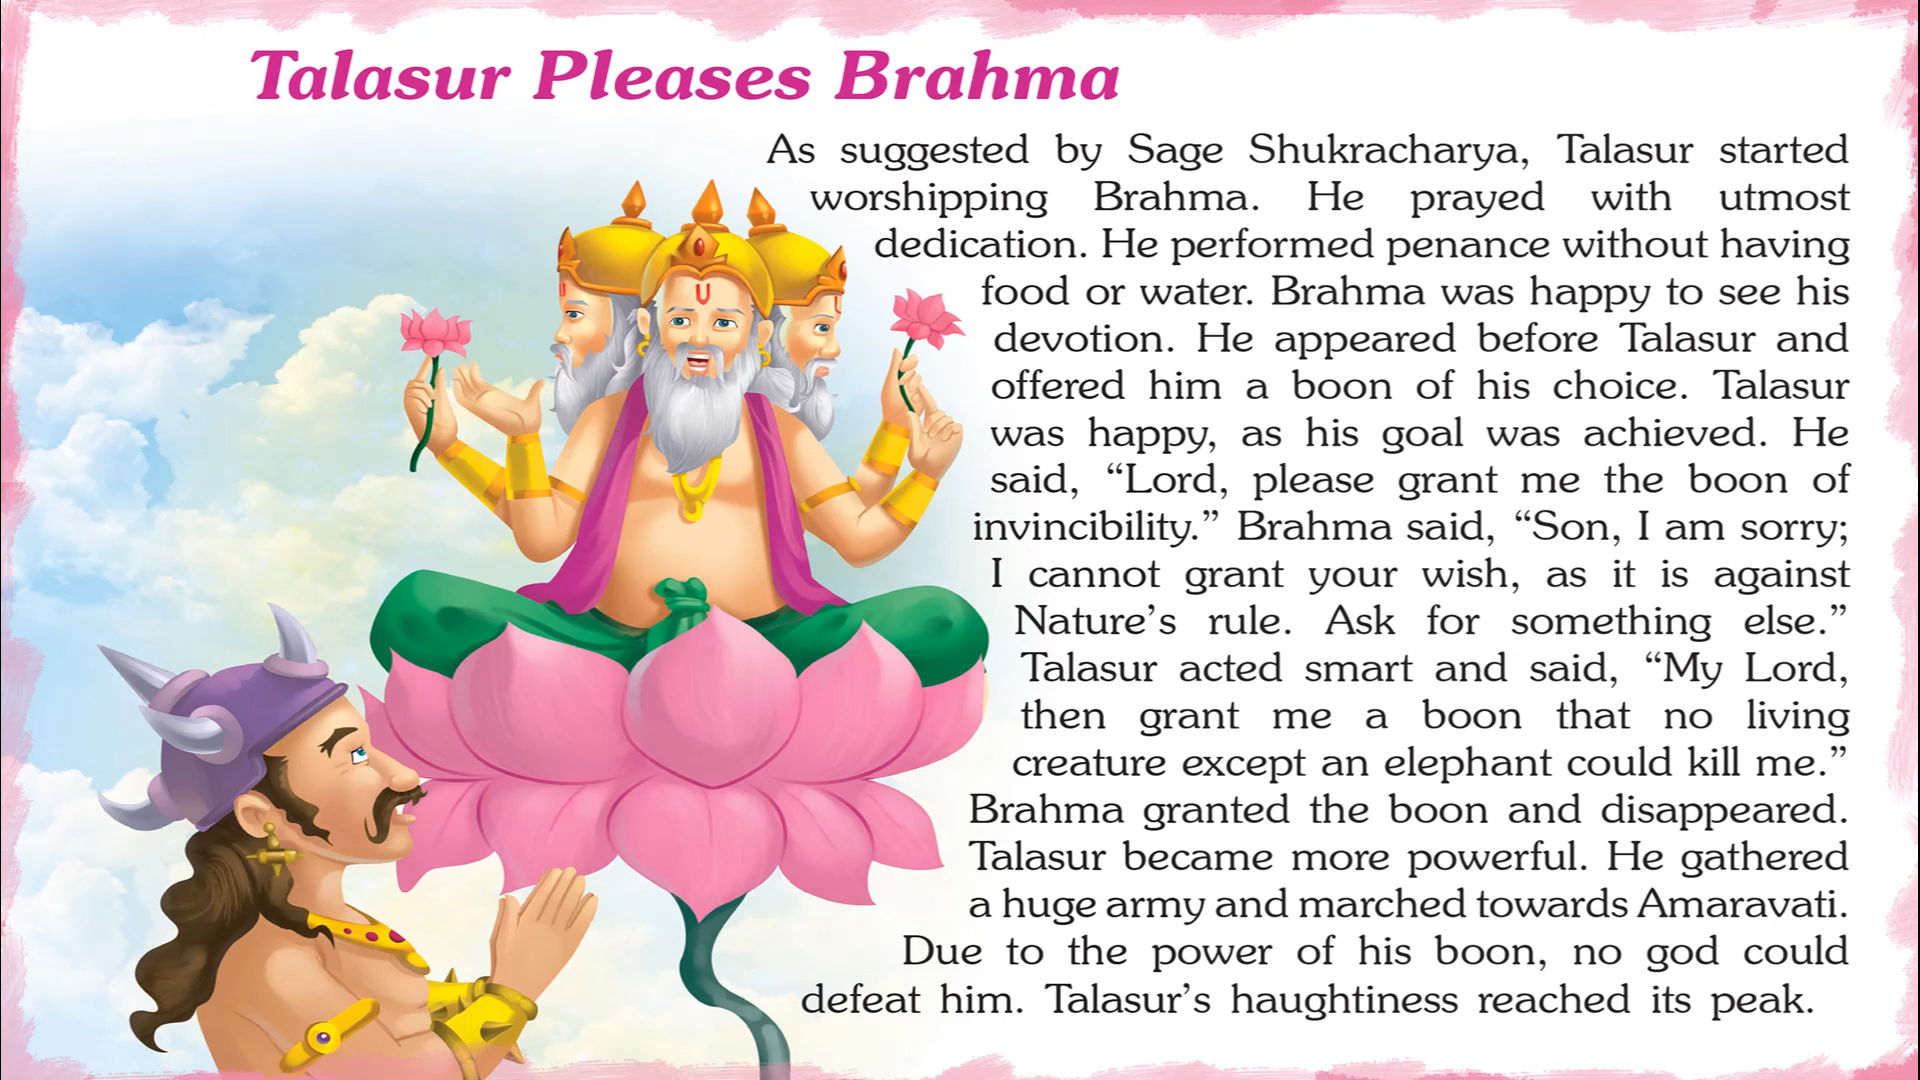 Talasur Pleases Brahma
As suggested by Sage Shukracharya, Talasur started
worshipping Brahma. He prayed with utmost
dedication. He performed penance without having
food or water. Brahma was happy to see his
devotion. He appeared before Talasur and
offered him a boon of his choice. Talasur
was happy, as his goal was achieved. He
said, “Lord, please grant me the boon of
invincibility.” Brahma said, “Son, I am sorry;
I cannot grant your wish, as it is against
Nature’s rule. Ask for something else.”
Talasur acted smart and said, “My Lord,
then grant me a boon that no living
creature except an elephant could kill me.”
Brahma granted the boon and disappeared.
Talasur became more powerful. He gathered
a huge army and marched towards Amaravati.
Due to the power of his boon, no god could
defeat him. Talasur’s haughtiness reached its peak.